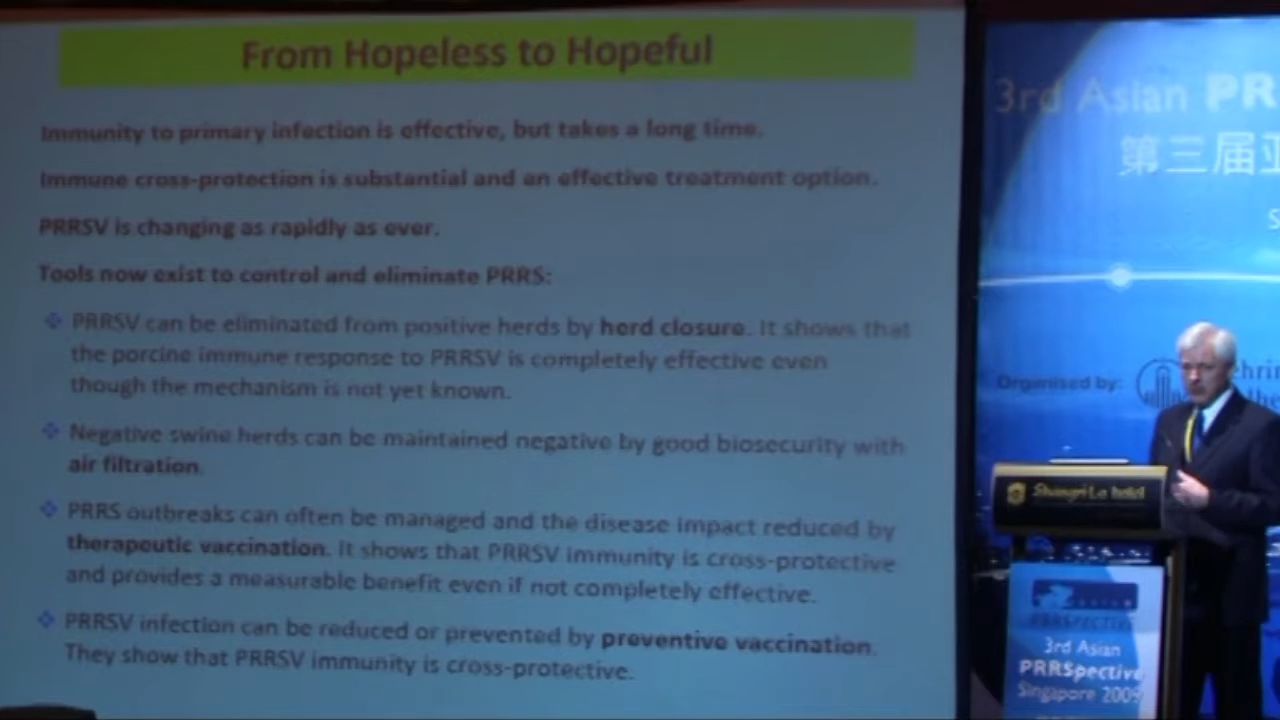 From Hopeless to Hopeful
Immunity to primary infection is effective, but takes a long time.
Immune cross-protection is substantial and an effective treatment option.
PRRSV is changing as rapidly as ever.
Tools now exist to control and eliminate PRRS:
PRRSV can be eliminated from positive herds by herd closure. It shows that
the porcine immune response to PRRSV is completely effective even
though the mechanism is not yet known.
Negative swine herds can be maintained negative by good biosecurity with
air filtration.
PRRS outbreaks can often be managed and the disease impact reduced by
therapeutic vaccination. It shows that PRRSV immunity is cross-protective
and provides a measurable benefit even if not completely effective.
PRRSV infection can be reduced or prevented by preventive vaccination.
They show that PRRSV immunity is cross-protective.
3rd Asian PR
第三届亚
S
Organised by:
ehrin
lhe
Shangri-La hotel
PRRSpective
3rd Asian
PRRSpective
Singapore 2009